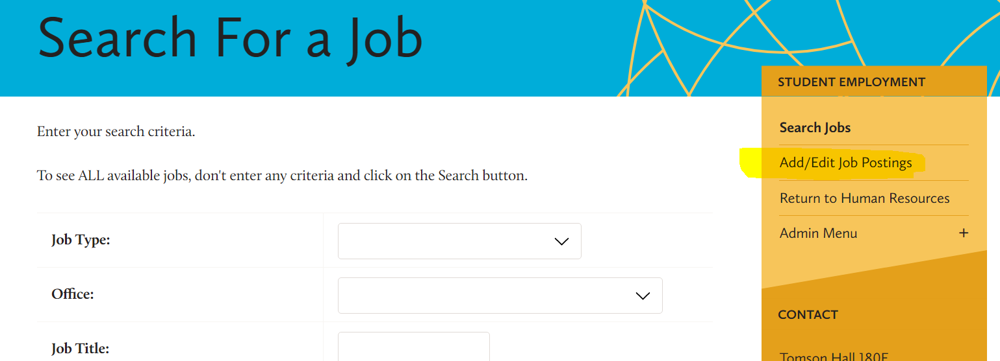 Search For a Job
STUDENT EMPLOYMENT
Search Jobs
Add/Edit Job Postings
Return to Human Resources
Admin Menu +
CONTACT
Tomson Hall 180F
Enter your search criteria.
To see ALL available jobs, don't enter any criteria and click on the Search button.
Job Type:
Office:
Job Title: